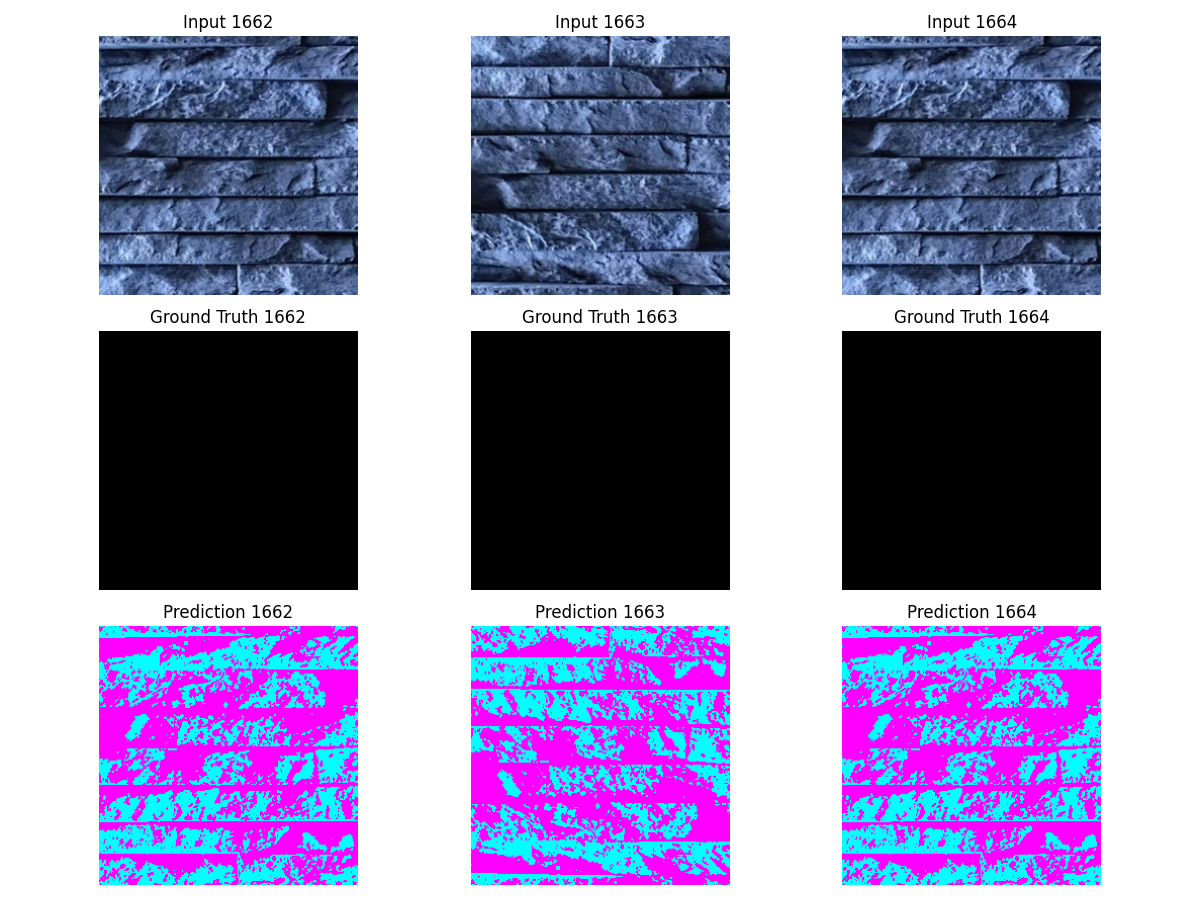 Input 1662
Input 1663
Input 1664
Ground Truth 1662
Ground Truth 1663
Ground Truth 1664
Prediction 1662
Prediction 1663
Prediction 1664